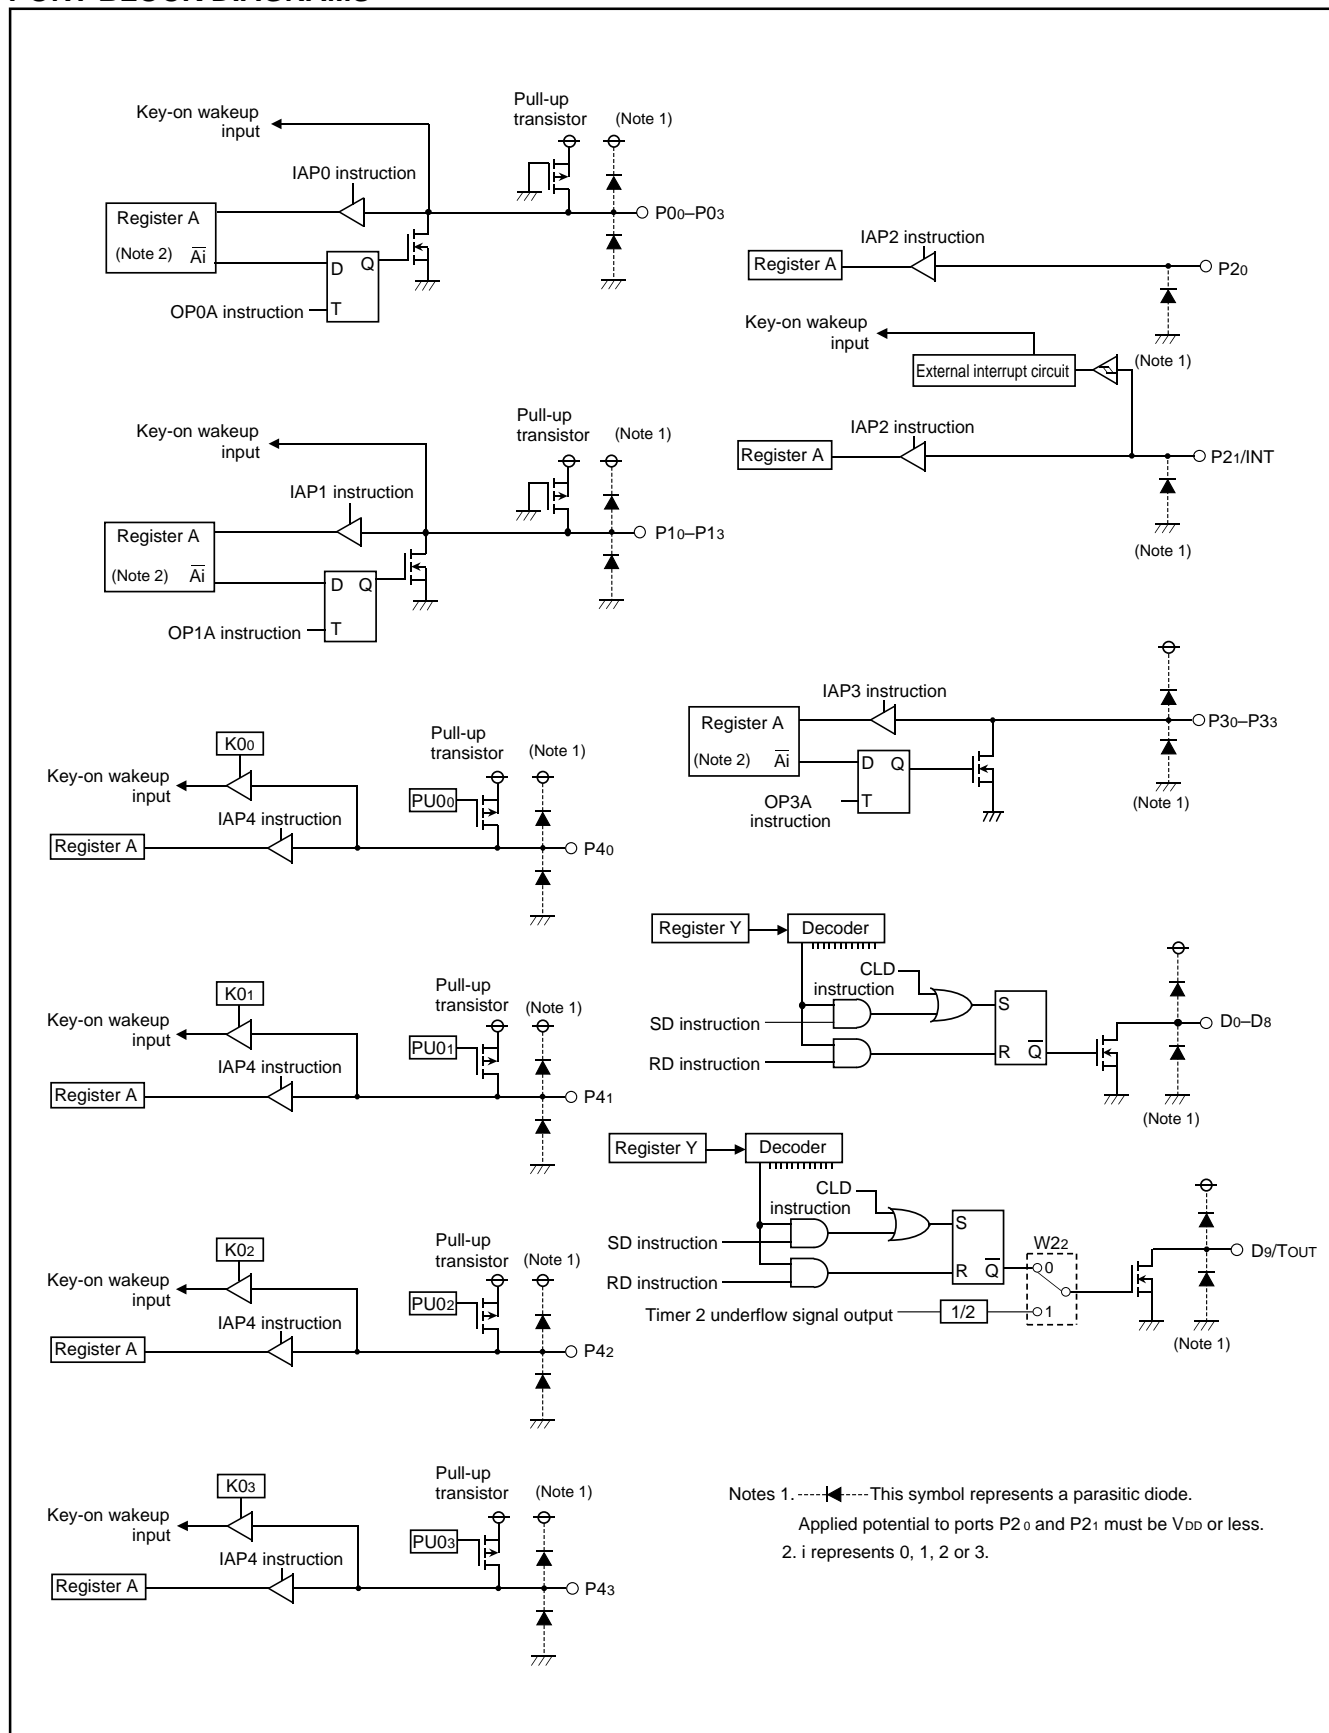 Key-on wakeup
input
Pull-up
transistor
(Note 1)
IAP0 instruction
Register A
(Note 2) Ai
D Q
T
OP0A instruction
P00–P03
Key-on wakeup
input
Pull-up
transistor
(Note 1)
IAP1 instruction
Register A
(Note 2) Ai
D Q
T
OP1A instruction
P10–P13
K00
Key-on wakeup
input
Pull-up
transistor
(Note 1)
PU00
IAP4 instruction
Register A
P40
K01
Key-on wakeup
input
Pull-up
transistor
(Note 1)
PU01
IAP4 instruction
Register A
P41
K02
Key-on wakeup
input
Pull-up
transistor
(Note 1)
PU02
IAP4 instruction
Register A
P42
K03
Key-on wakeup
input
Pull-up
transistor
(Note 1)
PU03
IAP4 instruction
Register A
P43
IAP2 instruction
Register A
P20
Key-on wakeup
input
(Note 1)
External interrupt circuit
IAP2 instruction
Register A
P21/INT
(Note 1)
IAP3 instruction
Register A
(Note 2) Ai
D Q
T
OP3A
instruction
P30–P33
(Note 1)
Register Y
Decoder
CLD
instruction
SD instruction
RD instruction
S
R Q
D0–D8
(Note 1)
Register Y
Decoder
CLD
instruction
SD instruction
RD instruction
S
R Q
W22
0
1
Timer 2 underflow signal output
1/2
D9/TOUT
(Note 1)
Notes 1. This symbol represents a parasitic diode.
Applied potential to ports P20 and P21 must be VDD or less.
2. i represents 0, 1, 2 or 3.